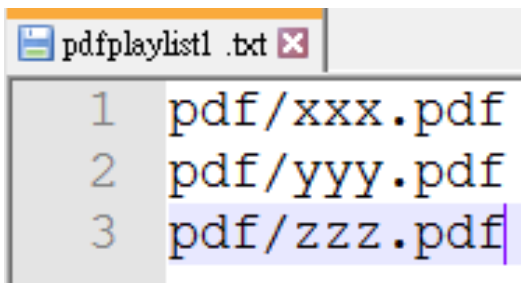 pdfplaylist1 .txt
1 pdf/xxx.pdf
2 pdf/yyy.pdf
3 pdf/zzz.pdf